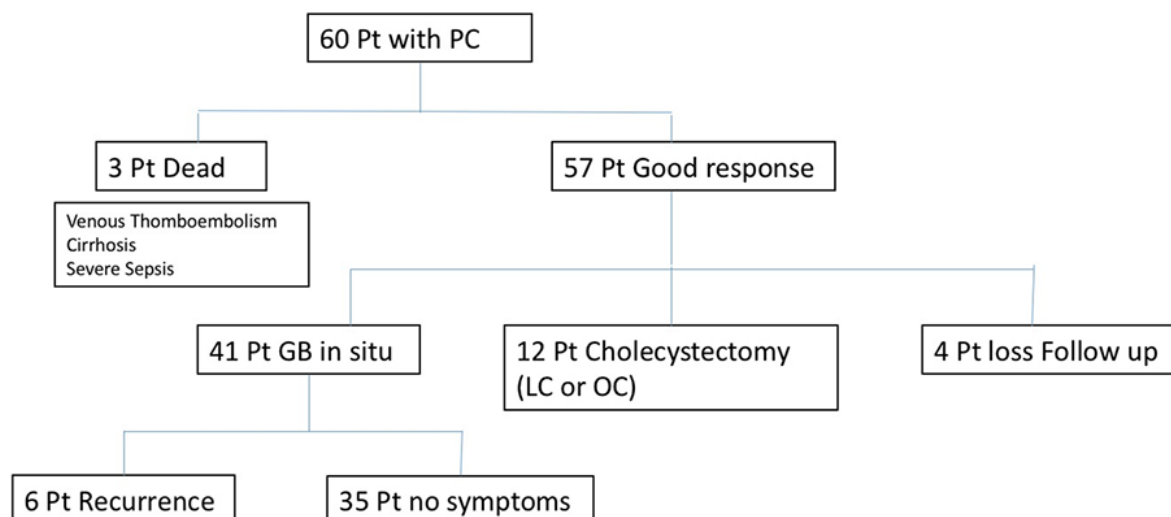 60 Pt with PC
3 Pt Dead
57 Pt Good response
Venous Thomboembolism
Cirrhosis
Severe Sepsis
41 Pt GB in situ
12 Pt Cholecystectomy
(LC or OC)
4 Pt loss Follow up
6 Pt Recurrence
35 Pt no symptoms